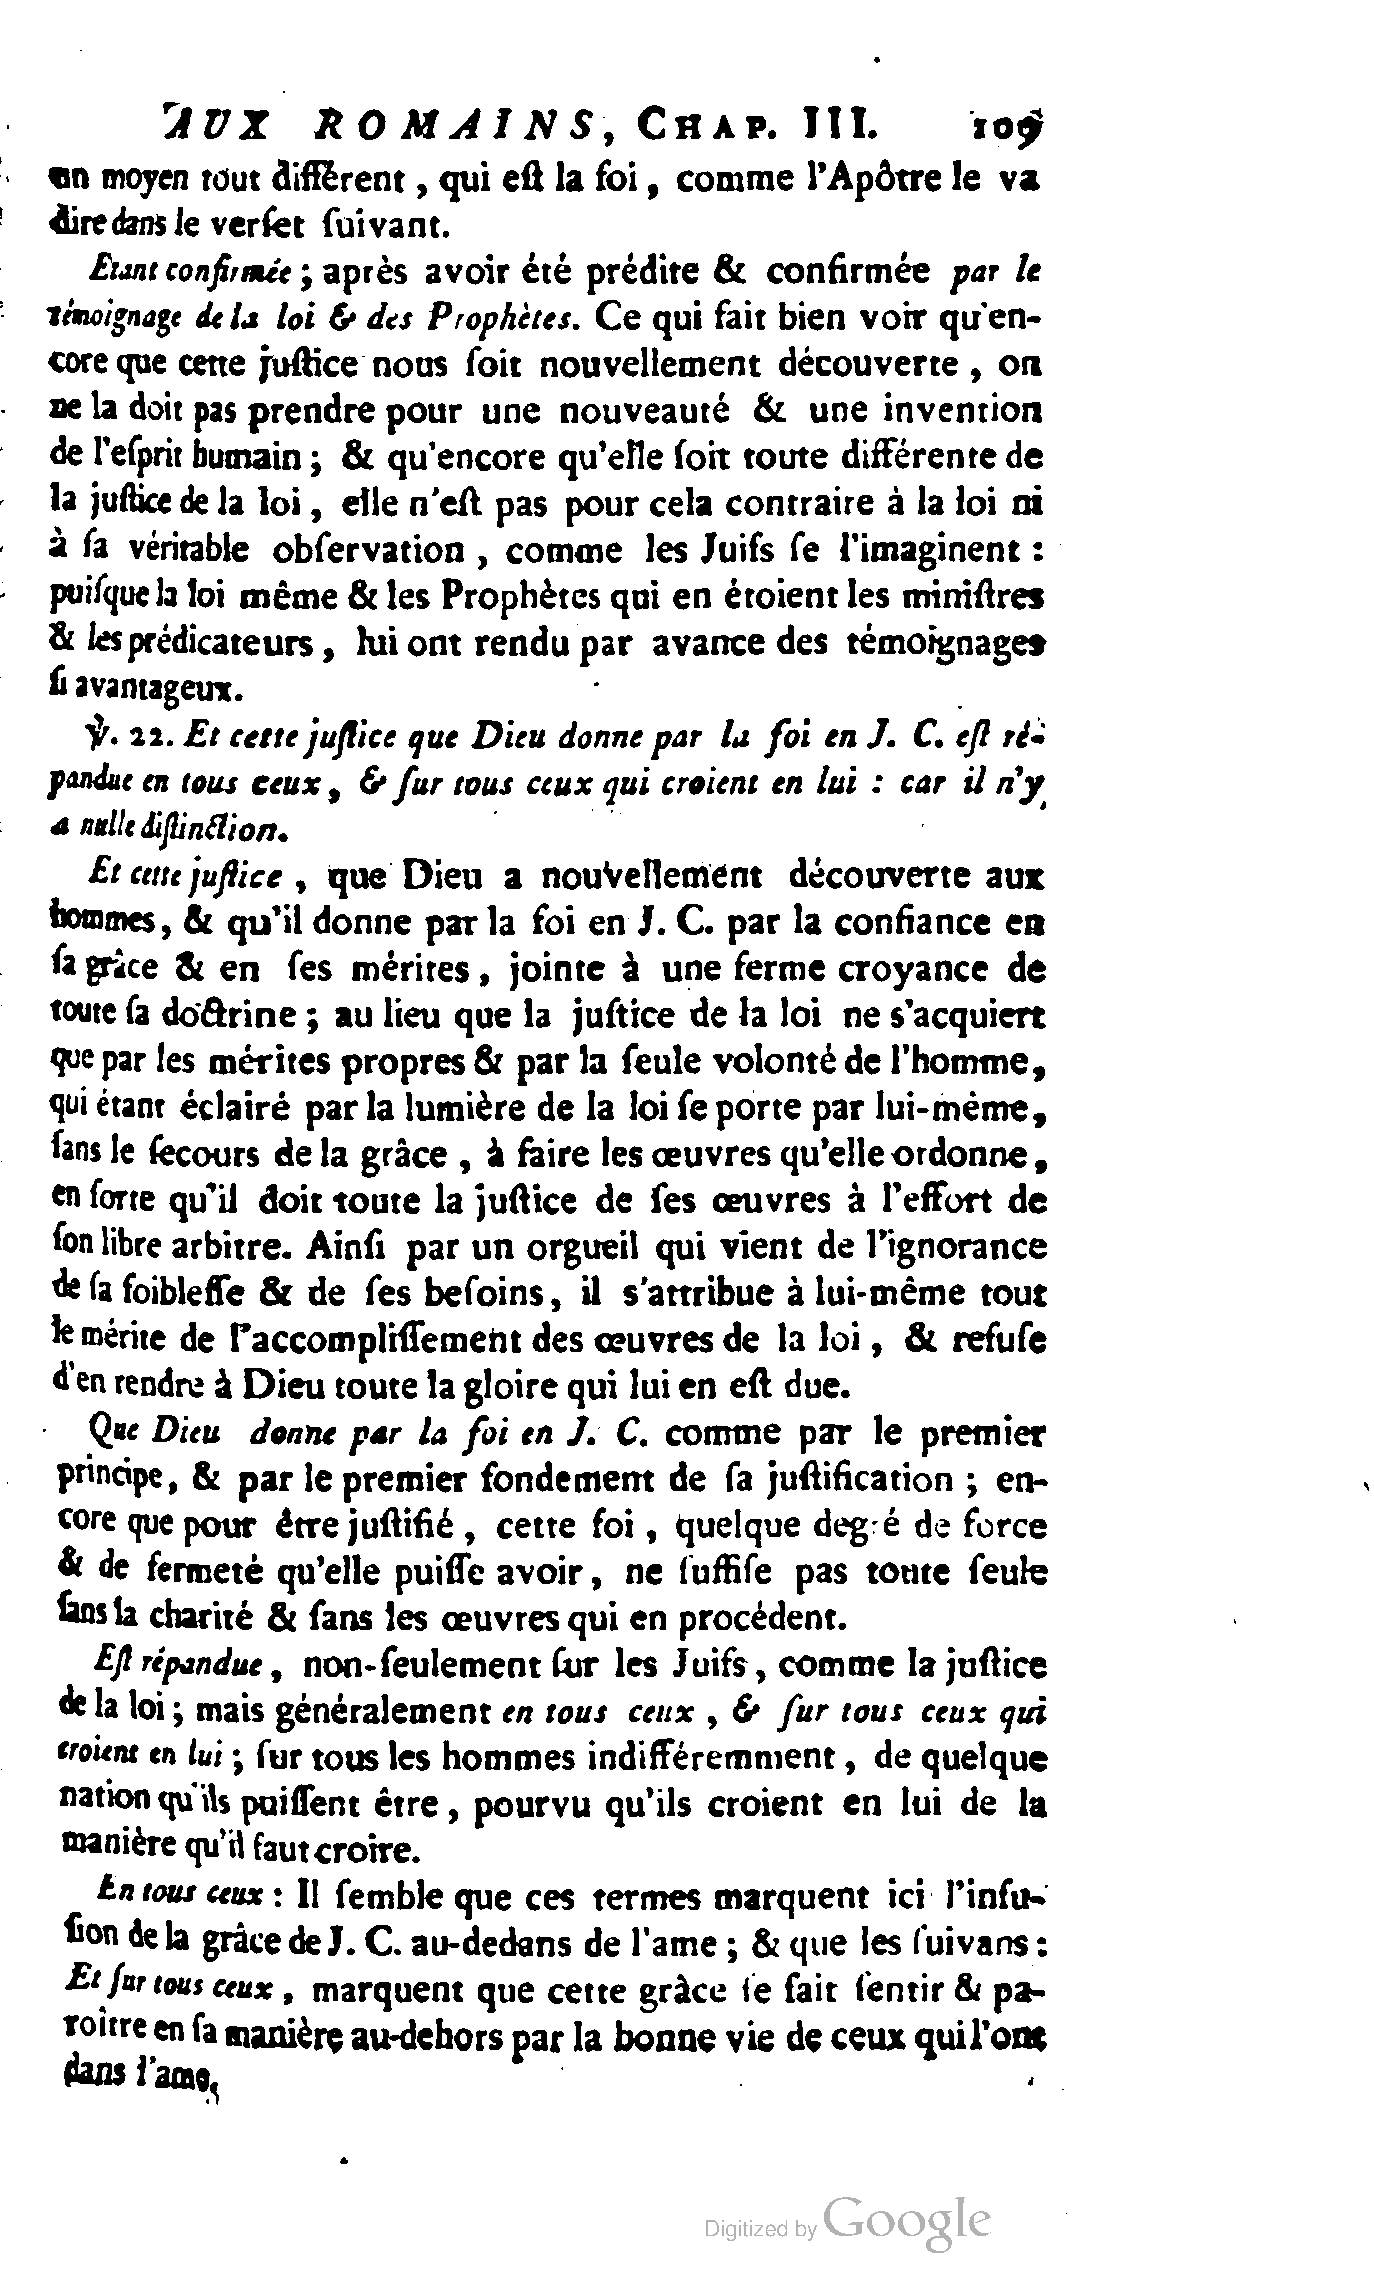 AUX ROMAINS, CHAP. III. 109
un moyen tout différent, qui eſt la foi, comme l'Apôtre le va
dire dans le verſet ſuivant.
Etant confirmée ; après avoir été prédite & confirmée par le
témoignage de la loi & des Prophètes. Ce qui fait bien voir qu'en-
core que cette juſtice nous ſoit nouvellement découverte, on
ne la doit pas prendre pour une nouveauté & une invention
de l'eſprit humain ; & qu'encore qu'elle ſoit toute différente de
la juſtice de la loi, elle n'eſt pas pour cela contraire à la loi ni
à ſa véritable obſervation, comme les Juifs ſe l'imaginent :
puiſque la loi même & les Prophètes qui en étoient les miniſtres
& les prédicateurs, lui ont rendu par avance des témoignages
ſi avantageux.
℣. 22. Et cette juſtice que Dieu donne par la foi en J. C. eſt ré-
pandue en tous ceux, & ſur tous ceux qui croient en lui : car il n'y
a nulle diſtinction.
Et cette juſtice, que Dieu a nouvellement découverte aux
hommes, & qu'il donne par la foi en J. C. par la confiance en
ſa grâce & en ſes mérites, jointe à une ferme croyance de
toute ſa doctrine ; au lieu que la juſtice de la loi ne s'acquiert
que par les mérites propres & par la ſeule volonté de l'homme,
qui étant éclairé par la lumière de la loi ſe porte par lui-même,
ſans le ſecours de la grâce, à faire les œuvres qu'elle ordonne,
en ſorte qu'il doit toute la juſtice de ſes œuvres à l'effort de
ſon libre arbitre. Ainſi par un orgueil qui vient de l'ignorance
de ſa foibleſſe & de ſes beſoins, il s'attribue à lui-même tout
le mérite de l'accompliſſement des œuvres de la loi, & refuſe
d'en rendre à Dieu toute la gloire qui lui en eſt due.
Que Dieu donne par la foi en J. C. comme par le premier
principe, & par le premier fondement de ſa juſtification ; en-
core que pour être juſtifié, cette foi, quelque degré de force
& de fermeté qu'elle puiſſe avoir, ne ſuffiſe pas toute ſeule
ſans la charité & ſans les œuvres qui en procédent.
Eſt répandue, non-ſeulement ſur les Juifs, comme la juſtice
de la loi ; mais généralement en tous ceux, & ſur tous ceux qui
croient en lui ; ſur tous les hommes indifféremment, de quelque
nation qu'ils puiſſent être, pourvu qu'ils croient en lui de la
manière qu'il faut croire.
En tous ceux : Il ſemble que ces termes marquent ici l'infu-
ſion de la grâce de J. C. au-dedans de l'ame ; & que les ſuivans :
Et ſur tous ceux, marquent que cette grâce ſe fait ſentir & pa-
roître en ſa manière au-dehors par la bonne vie de ceux qui l'ont
dans l'ame.
Digitized by Google